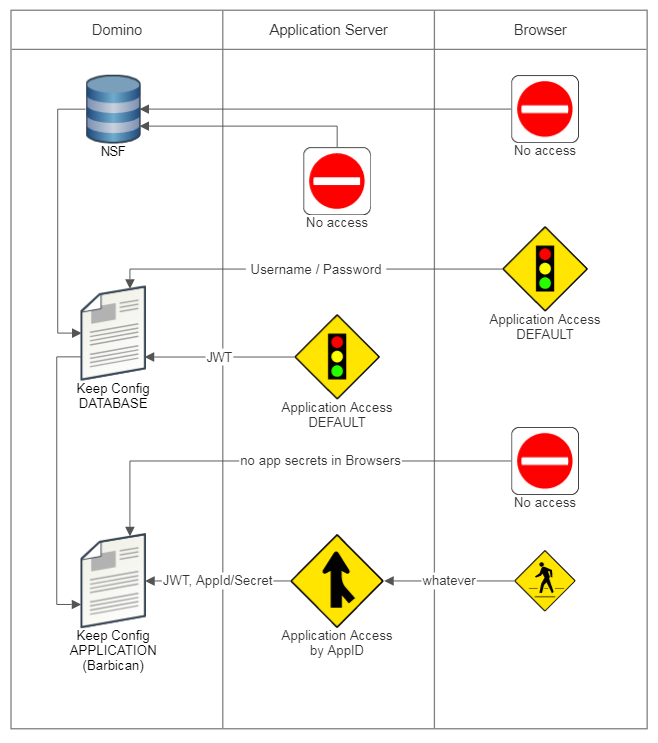 Domino
Application Server
Browser
NSF
No access
No access
Username / Password
Application Access
DEFAULT
JWT
Keep Config
DATABASE
Application Access
DEFAULT
no app secrets in Browsers
No access
JWT, AppId/Secret
whatever
Keep Config
APPLICATION
(Barbican)
Application Access
by AppID